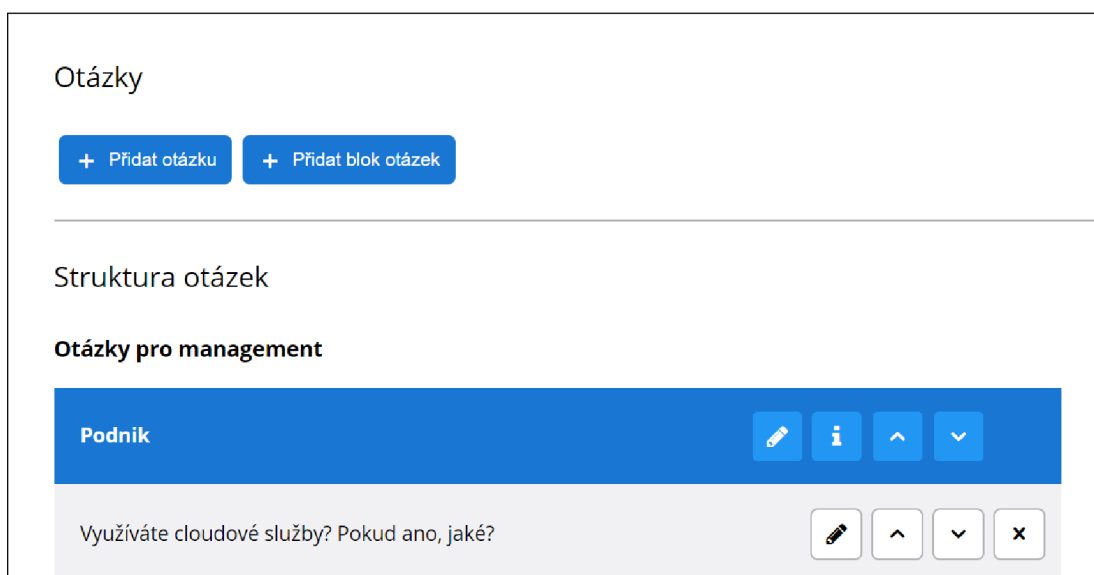 Otázky
+ Přidat otázku + Přidat blok otázek
Struktura otázek
Otázky pro management
Podnik
Využíváte cloudové služby? Pokud ano, jaké?